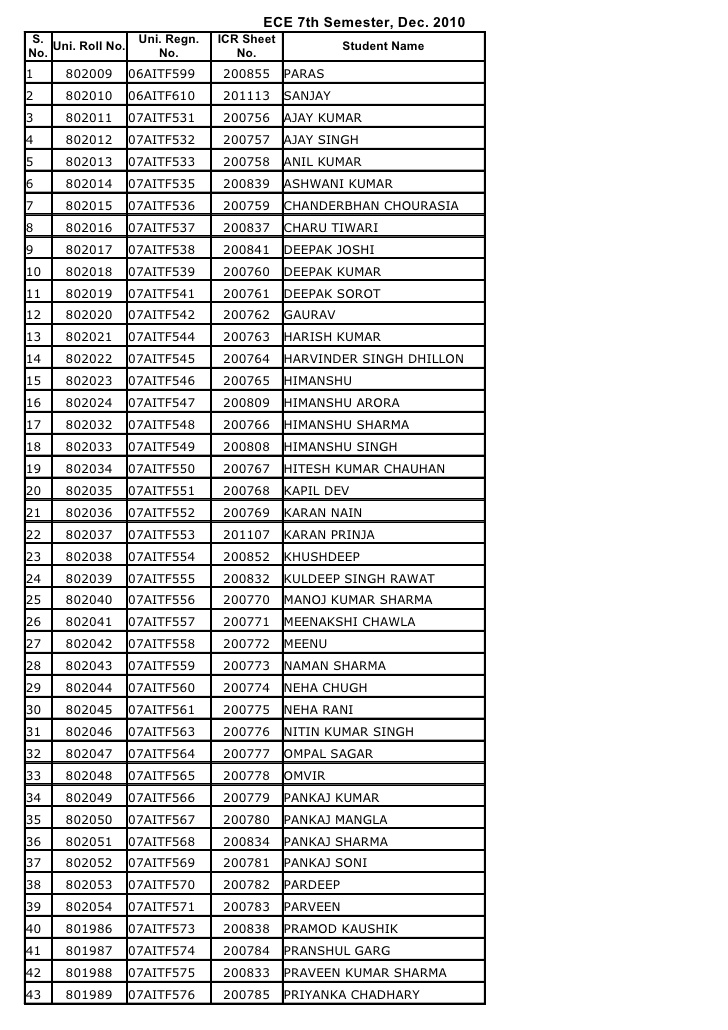 ECE 7th Semester, Dec. 2010
S. No. Uni. Roll No. Uni. Regn. No. ICR Sheet No. Student Name
1 802009 06AITF599 200855 PARAS
2 802010 06AITF610 201113 SANJAY
3 802011 07AITF531 200756 AJAY KUMAR
4 802012 07AITF532 200757 AJAY SINGH
5 802013 07AITF533 200758 ANIL KUMAR
6 802014 07AITF535 200839 ASHWANI KUMAR
7 802015 07AITF536 200759 CHANDERBHAN CHOURASIA
8 802016 07AITF537 200837 CHARU TIWARI
9 802017 07AITF538 200841 DEEPAK JOSHI
10 802018 07AITF539 200760 DEEPAK KUMAR
11 802019 07AITF541 200761 DEEPAK SOROT
12 802020 07AITF542 200762 GAURAV
13 802021 07AITF544 200763 HARISH KUMAR
14 802022 07AITF545 200764 HARVINDER SINGH DHILLON
15 802023 07AITF546 200765 HIMANSHU
16 802024 07AITF547 200809 HIMANSHU ARORA
17 802032 07AITF548 200766 HIMANSHU SHARMA
18 802033 07AITF549 200808 HIMANSHU SINGH
19 802034 07AITF550 200767 HITESH KUMAR CHAUHAN
20 802035 07AITF551 200768 KAPIL DEV
21 802036 07AITF552 200769 KARAN NAIN
22 802037 07AITF553 201107 KARAN PRINJA
23 802038 07AITF554 200852 KHUSHDEEP
24 802039 07AITF555 200832 KULDEEP SINGH RAWAT
25 802040 07AITF556 200770 MANOJ KUMAR SHARMA
26 802041 07AITF557 200771 MEENAKSHI CHAWLA
27 802042 07AITF558 200772 MEENU
28 802043 07AITF559 200773 NAMAN SHARMA
29 802044 07AITF560 200774 NEHA CHUGH
30 802045 07AITF561 200775 NEHA RANI
31 802046 07AITF563 200776 NITIN KUMAR SINGH
32 802047 07AITF564 200777 OMPAL SAGAR
33 802048 07AITF565 200778 OMVIR
34 802049 07AITF566 200779 PANKAJ KUMAR
35 802050 07AITF567 200780 PANKAJ MANGLA
36 802051 07AITF568 200834 PANKAJ SHARMA
37 802052 07AITF569 200781 PANKAJ SONI
38 802053 07AITF570 200782 PARDEEP
39 802054 07AITF571 200783 PARVEEN
40 801986 07AITF573 200838 PRAMOD KAUSHIK
41 801987 07AITF574 200784 PRANSHUL GARG
42 801988 07AITF575 200833 PRAVEEN KUMAR SHARMA
43 801989 07AITF576 200785 PRIYANKA CHADHARY